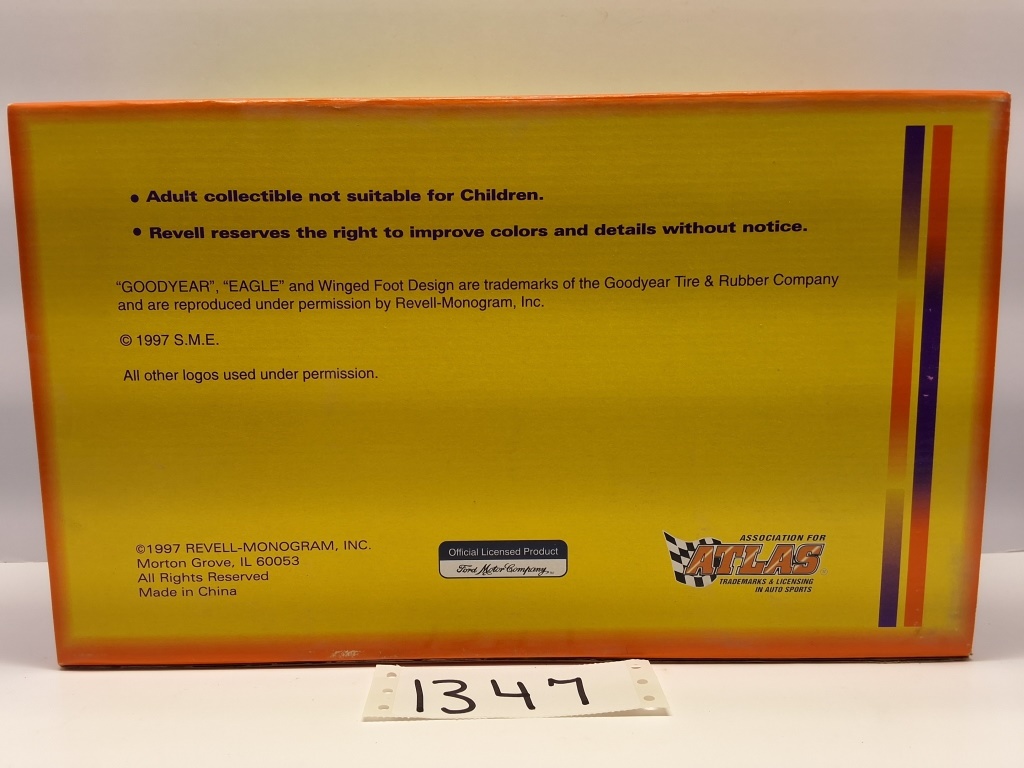 • Adult collectible not suitable for Children.
• Revell reserves the right to improve colors and details without notice.
“GOODYEAR”, “EAGLE” and Winged Foot Design are trademarks of the Goodyear Tire & Rubber Company
and are reproduced under permission by Revell-Monogram, Inc.
© 1997 S.M.E.
All other logos used under permission.
©1997 REVELL-MONOGRAM, INC.
Morton Grove, IL 60053
All Rights Reserved
Made in China
Official Licensed Product
Ford Motor Company
ASSOCIATION FOR
ATLAS
TRADEMARKS & LICENSING
IN AUTO SPORTS
1347